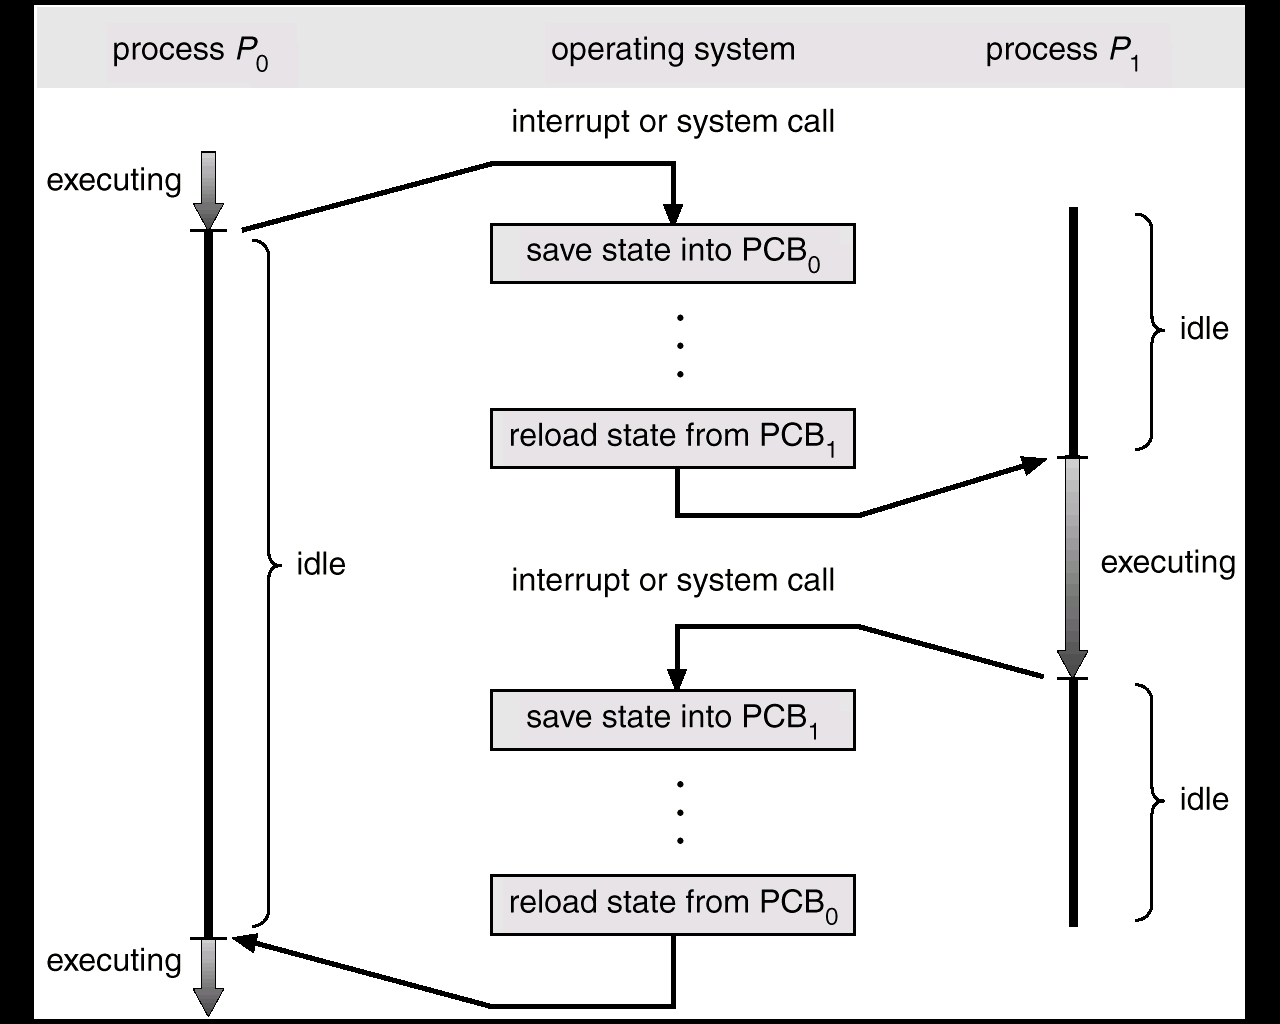 process P0
operating system
process P1
interrupt or system call
executing
save state into PCB0
idle
reload state from PCB1
idle
executing
interrupt or system call
save state into PCB1
idle
reload state from PCB0
executing